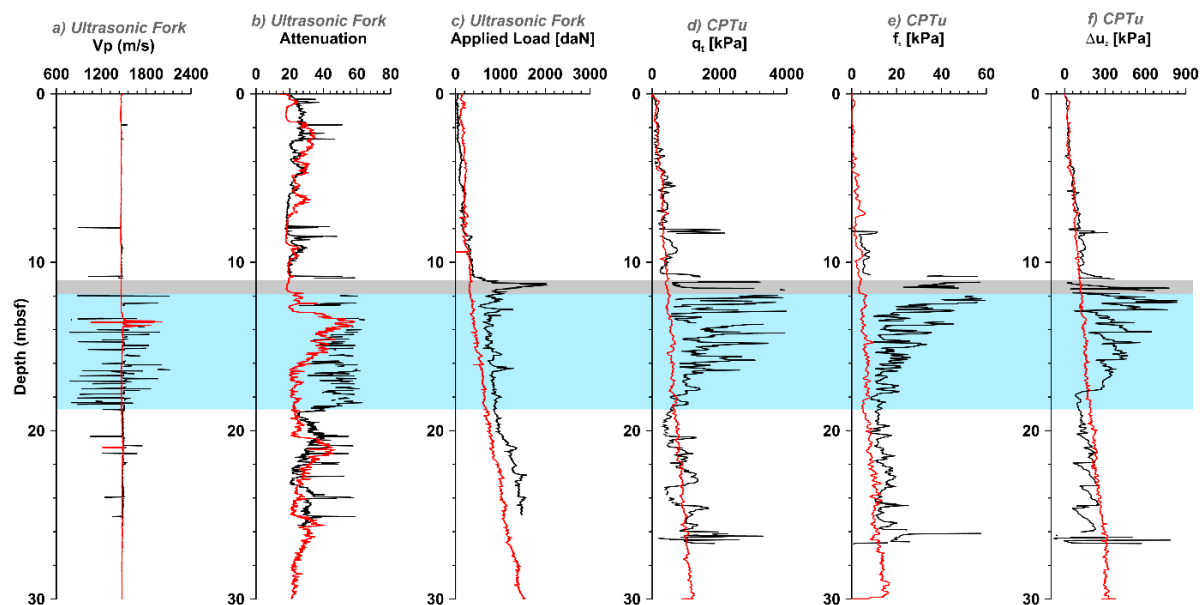 a) Ultrasonic Fork
Vp (m/s)
600 1200 1800 2400
b) Ultrasonic Fork
Attenuation
0 20 40 60 80
c) Ultrasonic Fork
Applied Load [daN]
0 1000 2000 3000
d) CPTu
qt [kPa]
0 2000 4000
e) CPTu
fs [kPa]
0 20 40 60
f) CPTu
Δu2 [kPa]
0 300 600 900
Depth (mbsf)
0
10
20
30
0
10
20
30
0
10
20
30
0
10
20
30
0
10
20
30
0
10
20
30